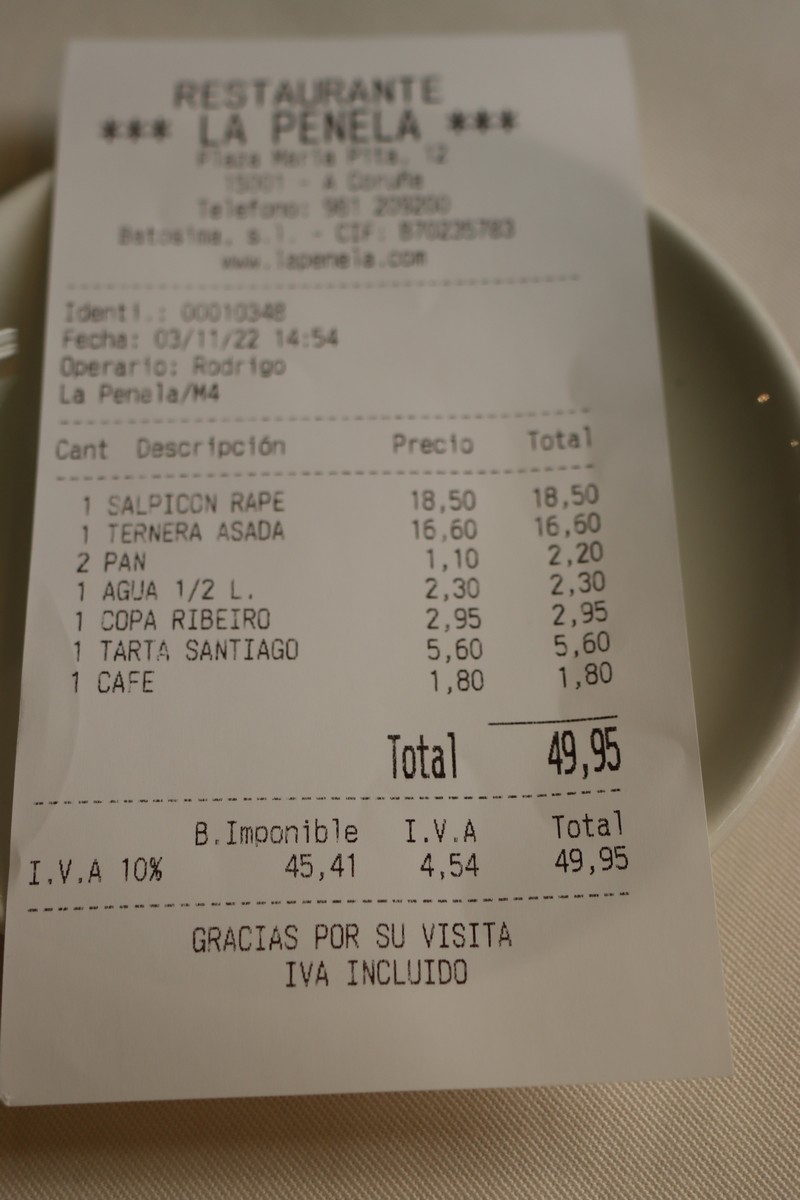 RESTAURANTE
*** LA PENELA ***
Plaza Maria Pita, 12
15001 - A Coruña
Telefono: 981 209200
Betosime, s.l. - CIF: B70235783
www.lapenela.com
Identi.: 00010348
Fecha: 03/11/22 14:54
Operario: Rodrigo
La Penela/M4
Cant Descripción Precio Total
1 SALPICON RAPE 18,50 18,50
1 TERNERA ASADA 16,60 16,60
2 PAN 1,10 2,20
1 AGUA 1/2 L. 2,30 2,30
1 COPA RIBEIRO 2,95 2,95
1 TARTA SANTIAGO 5,60 5,60
1 CAFE 1,80 1,80
Total 49,95
B.Imponible I.V.A Total
I.V.A 10% 45,41 4,54 49,95
GRACIAS POR SU VISITA
IVA INCLUIDO